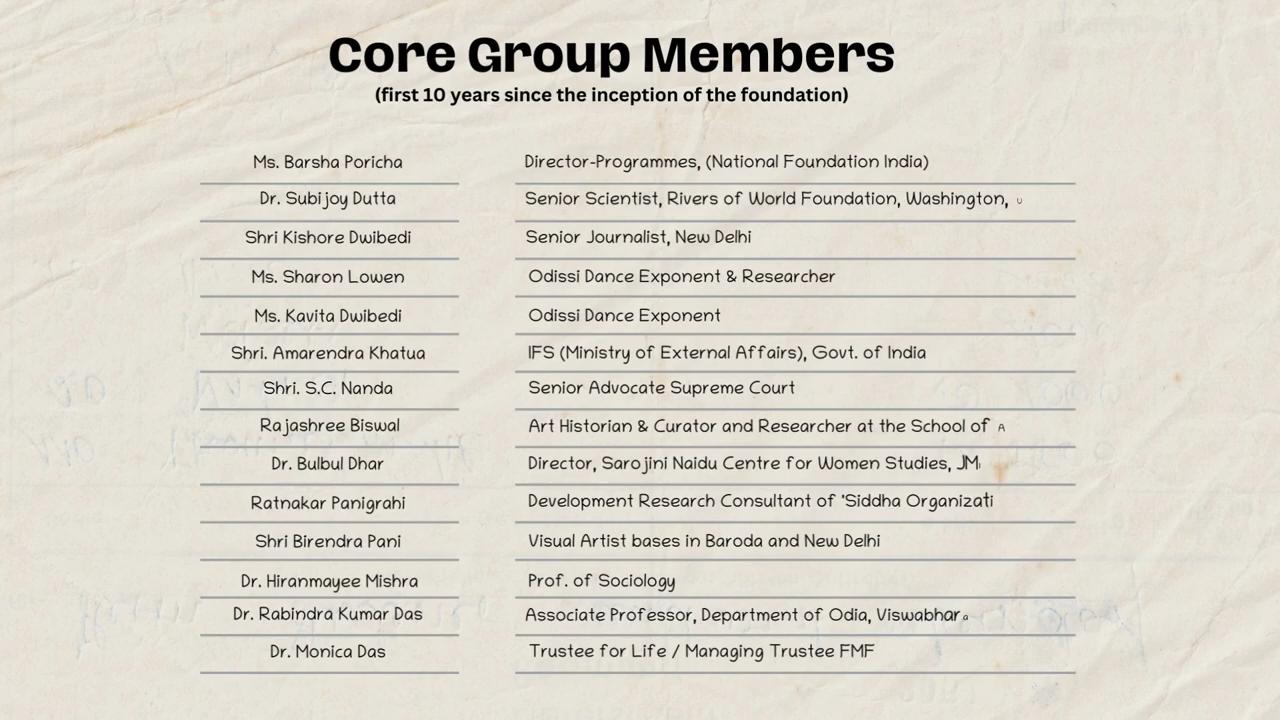 Core Group Members
(first 10 years since the inception of the foundation)
Ms. Barsha Poricha Director-Programmes, (National Foundation India)
Dr. Subijoy Dutta Senior Scientist, Rivers of World Foundation, Washington,
Shri Kishore Dwibedi Senior Journalist, New Delhi
Ms. Sharon Lowen Odissi Dance Exponent & Researcher
Ms. Kavita Dwibedi Odissi Dance Exponent
Shri. Amarendra Khatua IFS (Ministry of External Affairs), Govt. of India
Shri. S.C. Nanda Senior Advocate Supreme Court
Rajashree Biswal Art Historian & Curator and Researcher at the School of A
Dr. Bulbul Dhar Director, Sarojini Naidu Centre for Women Studies,
Ratnakar Panigrahi Development Research Consultant of 'Siddha Organizati
Shri Birendra Pani Visual Artist bases in Baroda and New Delhi
Dr. Hiranmayee Mishra Prof. of Sociology
Dr. Rabindra Kumar Das Associate Professor, Department of Odia,
Dr. Monica Das Trustee for Life / Managing Trustee FMF